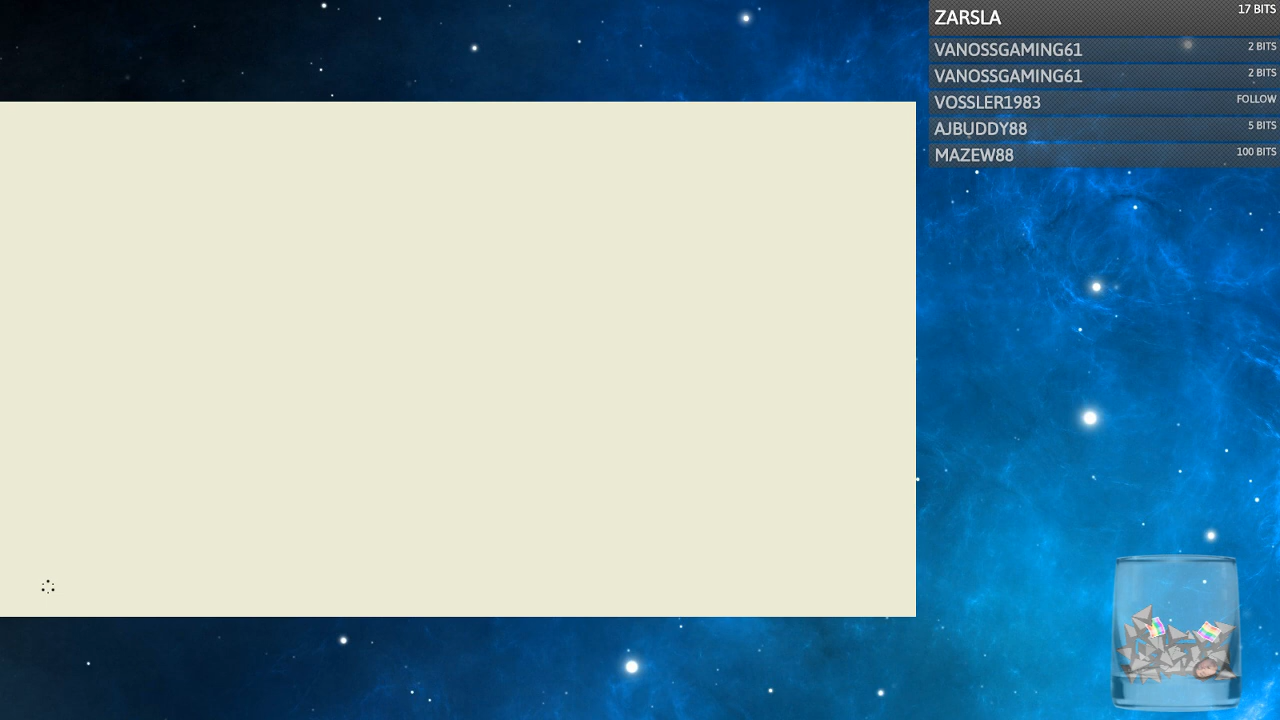 ZARSLA 17 BITS
VANOSSGAMING61 2 BITS
VANOSSGAMING61 2 BITS
VOSSLER1983 FOLLOW
AJBUDDY88 5 BITS
MAZEW88 100 BITS